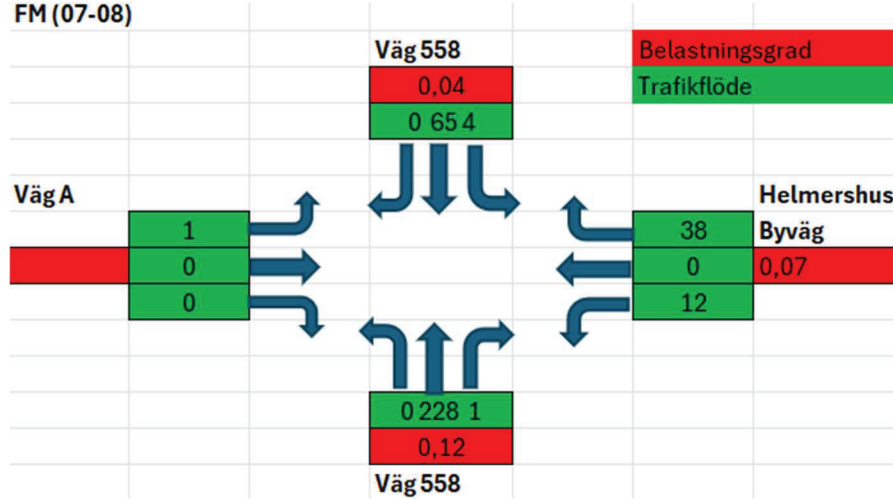 FM (07-08)
Väg 558
Belastningsgrad
0,04
Trafikflöde
0 65 4
Väg A
Helmershus
1
38
Byväg
0
0
0,07
0
12
0 228 1
0,12
Väg 558